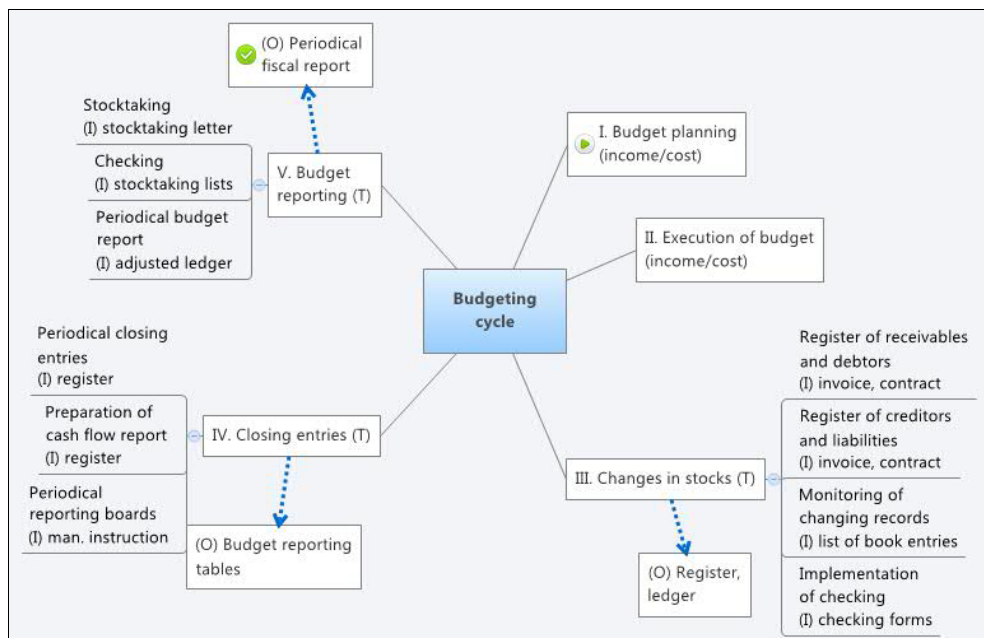 (O) Periodical
fiscal report
Stocktaking
(I) stocktaking letter
Checking
(I) stocktaking lists
Periodical budget
report
(I) adjusted ledger
V. Budget
reporting (T)
I. Budget planning
(income/cost)
II. Execution of budget
(income/cost)
Budgeting
cycle
Periodical closing
entries
(I) register
Preparation of
cash flow report
(I) register
Periodical
reporting boards
(I) man. instruction
IV. Closing entries (T)
(O) Budget reporting
tables
III. Changes in stocks (T)
(O) Register,
ledger
Register of receivables
and debtors
(I) invoice, contract
Register of creditors
and liabilities
(I) invoice, contract
Monitoring of
changing records
(I) list of book entries
Implementation
of checking
(I) checking forms